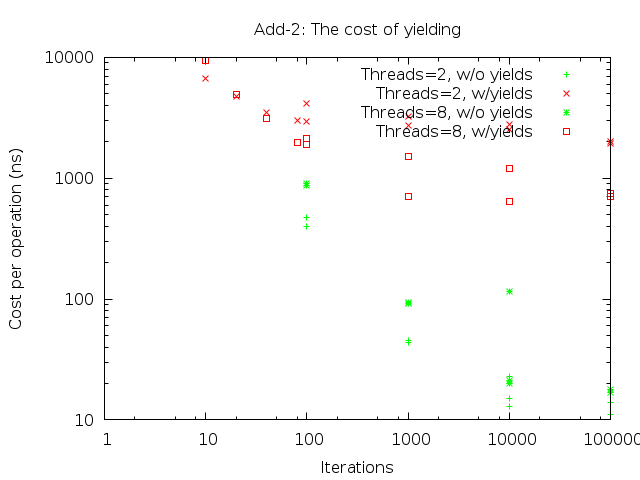 Add-2: The cost of yielding
10000
1000
100
10
Cost per operation (ns)
Threads=2, w/o yields
Threads=2, w/yields
Threads=8, w/o yields
Threads=8, w/yields
1 10 100 1000 10000 100000
Iterations